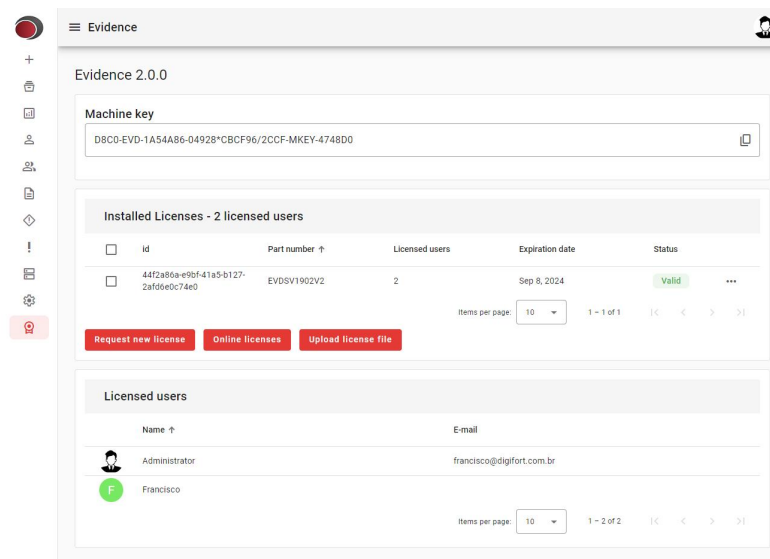 Evidence
Evidence 2.0.0
Machine key
D8C0-EVD-1A54A86-04928*CBCF96/2CCF-MKEY-4748D0
Installed Licenses - 2 licensed users
id Part number ↑ Licensed users Expiration date Status
44f2a86a-e9bf-41a5-b127-
2afd6e0c74e0 EVDSV1902V2 2 Sep 8, 2024 Valid
Items per page: 10 1 – 1 of 1
Request new license Online licenses Upload license file
Licensed users
Name ↑ E-mail
Administrator francisco@digifort.com.br
F Francisco
Items per page: 10 1 – 2 of 2